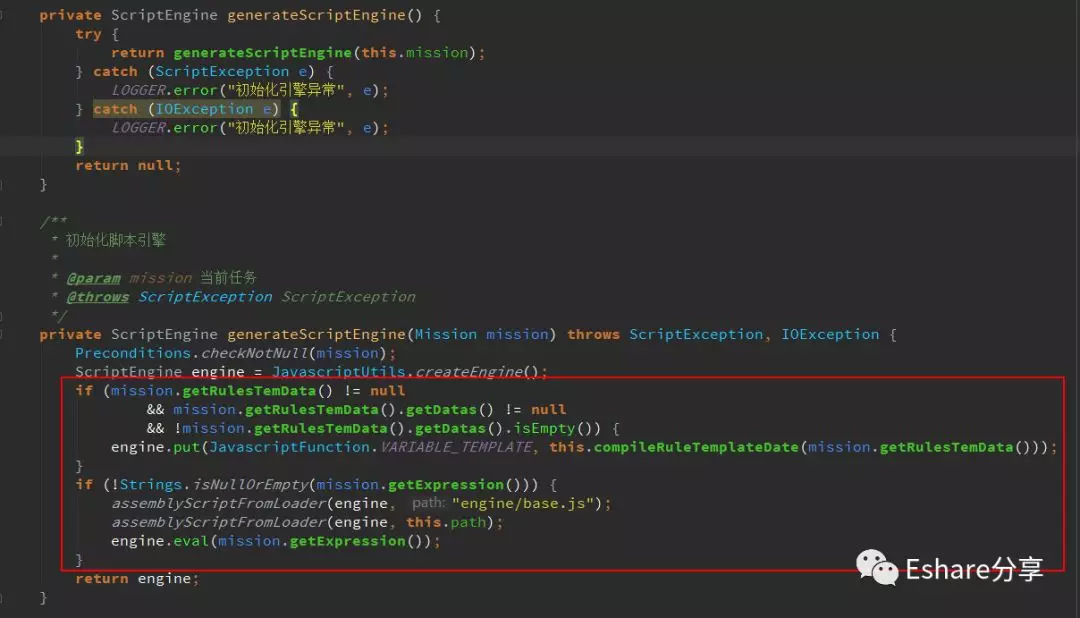 private ScriptEngine generateScriptEngine() {
try {
return generateScriptEngine(this.mission);
} catch (ScriptException e) {
LOGGER.error("初始化引擎异常", e);
} catch (IOException e) {
LOGGER.error("初始化引擎异常", e);
}
return null;
}
/**
* 初始化脚本引擎
*
* @param mission 当前任务
* @throws ScriptException ScriptException
*/
private ScriptEngine generateScriptEngine(Mission mission) throws ScriptException, IOException {
Preconditions.checkNotNull(mission);
ScriptEngine engine = JavascriptUtils.createEngine();
if (mission.getRulesTemData() != null
&& mission.getRulesTemData().getDatas() != null
&& !mission.getRulesTemData().getDatas().isEmpty()) {
engine.put(JavascriptFunction.VARIABLE_TEMPLATE, this.compileRuleTemplateDate(mission.getRulesTemData()));
}
if (!Strings.isNullOrEmpty(mission.getExpression())) {
assemblyScriptFromLoader(engine, path: "engine/base.js");
assemblyScriptFromLoader(engine, this.path);
engine.eval(mission.getExpression());
}
return engine;
}
Eshare分享